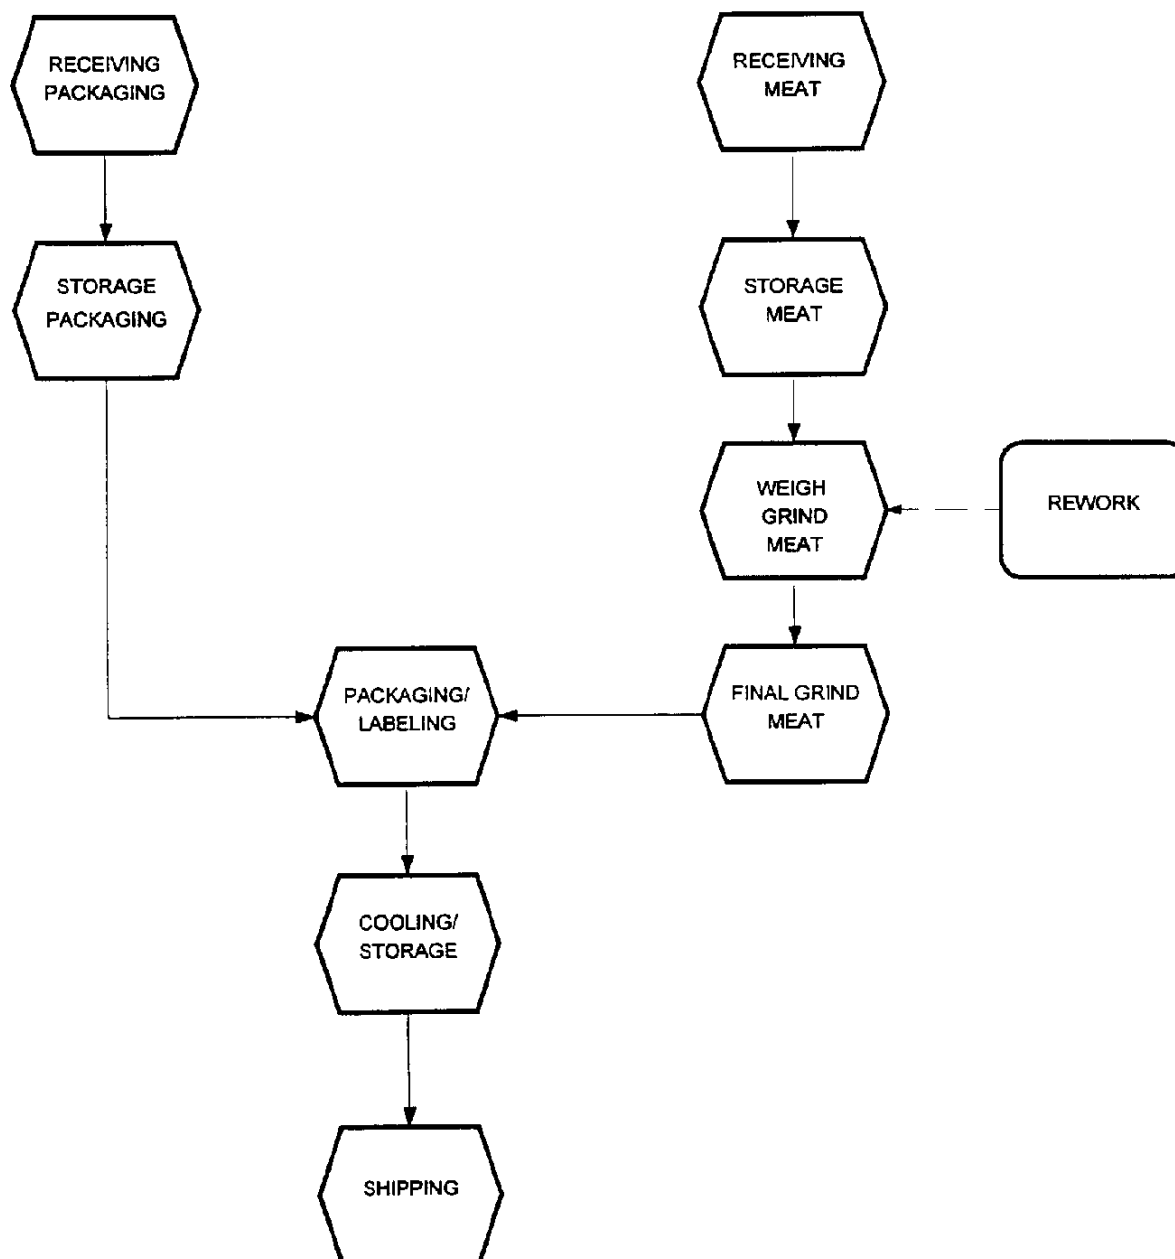 RECEIVING
PACKAGING
RECEIVING
MEAT
STORAGE
PACKAGING
STORAGE
MEAT
WEIGH
GRIND
MEAT
REWORK
PACKAGING/
LABELING
FINAL GRIND
MEAT
COOLING/
STORAGE
SHIPPING